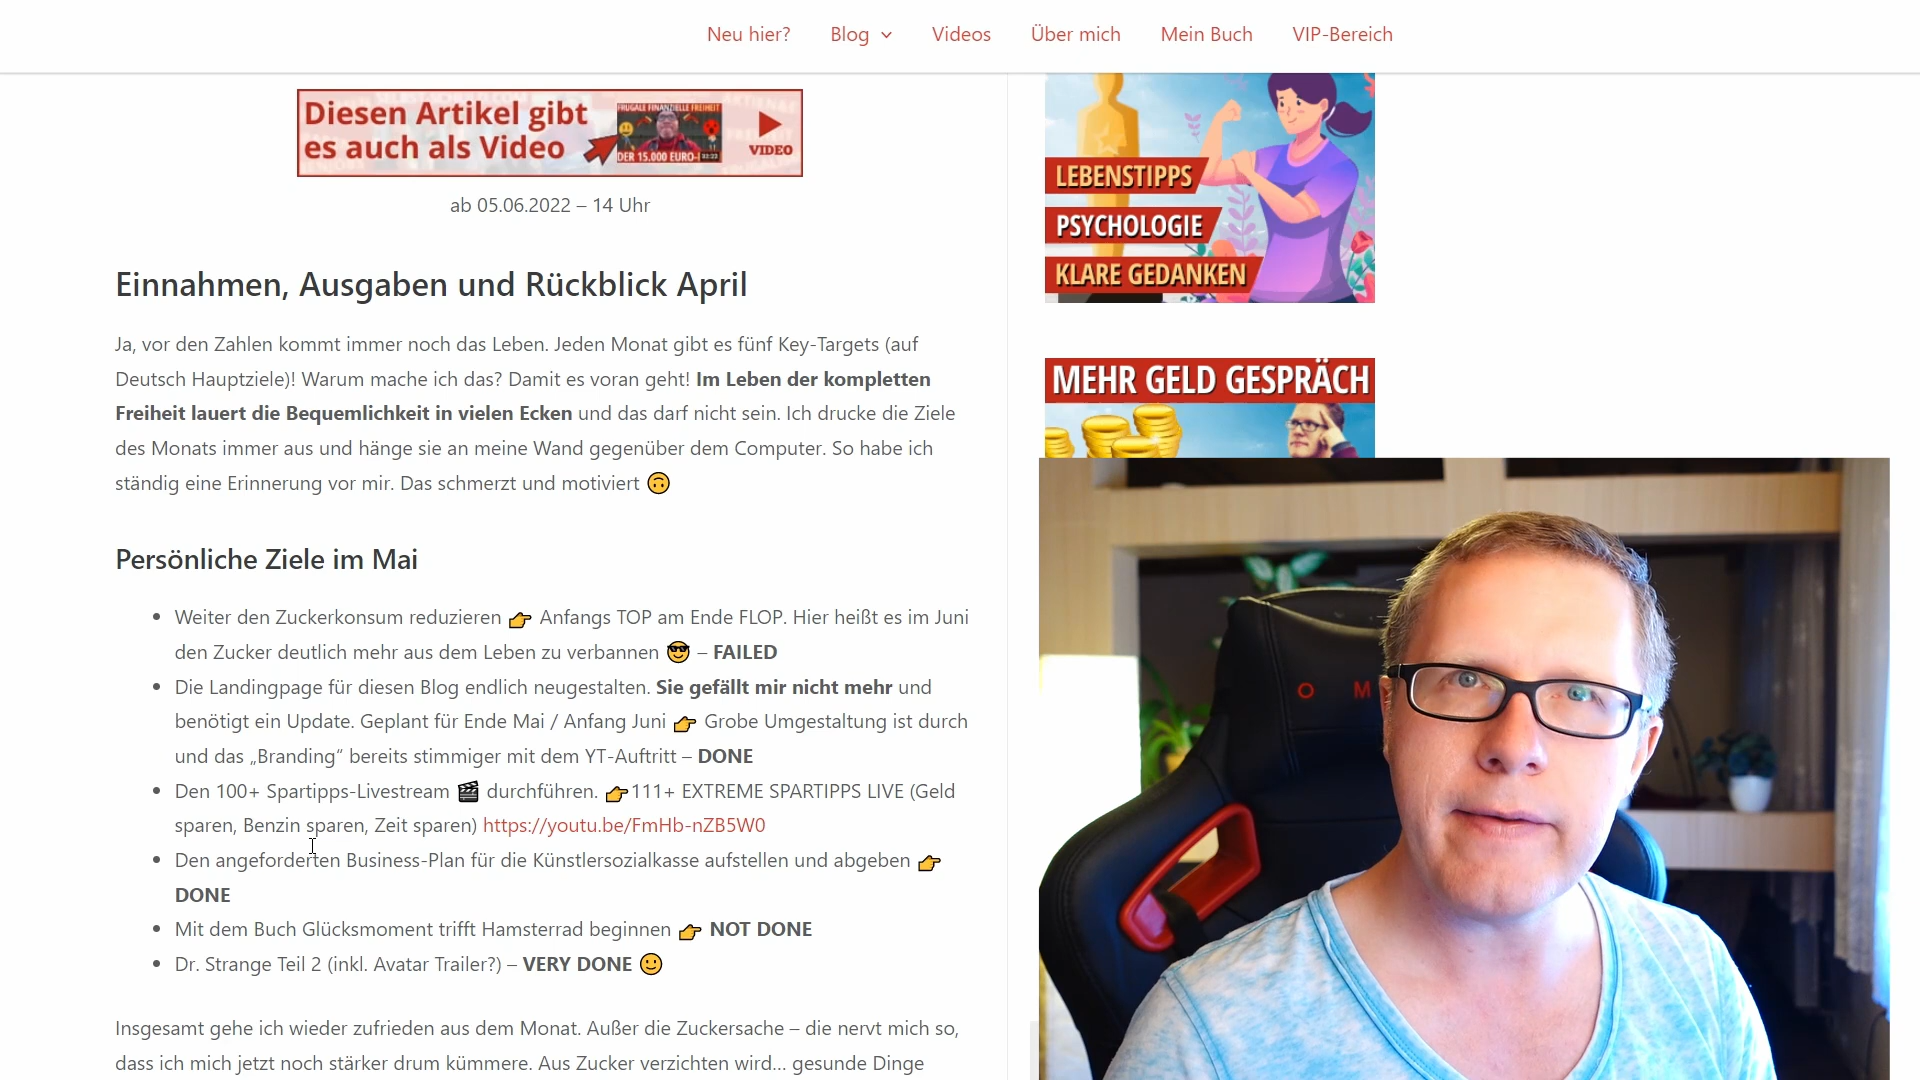 Neu hier?
Blog
Videos
Über mich
Mein Buch
VIP-Bereich
Diesen Artikel gibt
es auch als Video
FRUGALE FINANZIELLE FREIHEIT
VIDEO
ab 05.06.2022 – 14 Uhr
Einnahmen, Ausgaben und Rückblick April
Ja, vor den Zahlen kommt immer noch das Leben. Jeden Monat gibt es fünf Key-Targets (auf
Deutsch Hauptziele)! Warum mache ich das? Damit es voran geht! Im Leben der kompletten
Freiheit lauert die Bequemlichkeit in vielen Ecken und das darf nicht sein. Ich drucke die Ziele
des Monats immer aus und hänge sie an meine Wand gegenüber dem Computer. So habe ich
ständig eine Erinnerung vor mir. Das schmerzt und motiviert 🙃
Persönliche Ziele im Mai
• Weiter den Zuckerkonsum reduzieren 👉 Anfangs TOP am Ende FLOP. Hier heißt es im Juni
den Zucker deutlich mehr aus dem Leben zu verbannen 😎 – FAILED
• Die Landingpage für diesen Blog endlich neugestalten. Sie gefällt mir nicht mehr und
benötigt ein Update. Geplant für Ende Mai / Anfang Juni 👉 Grobe Umgestaltung ist durch
und das „Branding“ bereits stimmiger mit dem YT-Auftritt – DONE
• Den 100+ Spartipps-Livestream 🎬 durchführen. 👉111+ EXTREME SPARTIPPS LIVE (Geld
sparen, Benzin sparen, Zeit sparen) https://youtu.be/FmHb-nZB5W0
• Den angeforderten Business-Plan für die Künstlersozialkasse aufstellen und abgeben 👉
DONE
• Mit dem Buch Glücksmoment trifft Hamsterrad beginnen 👉 NOT DONE
• Dr. Strange Teil 2 (inkl. Avatar Trailer?) – VERY DONE 🙂
Insgesamt gehe ich wieder zufrieden aus dem Monat. Außer die Zuckersache – die nervt mich so,
dass ich mich jetzt noch stärker drum kümmere. Aus Zucker verzichten wird... gesunde Dinge
LEBENSTIPPS
PSYCHOLOGIE
KLARE GEDANKEN
MEHR GELD GESPRÄCH
O M